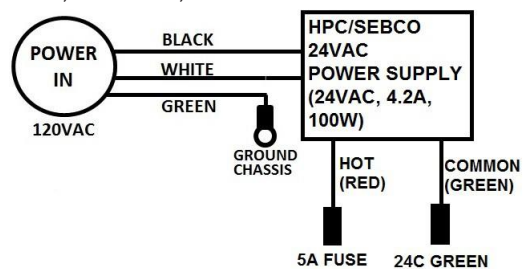 POWER
IN
120VAC
BLACK
WHITE
GREEN
GROUND
CHASSIS
HPC/SEBCO
24VAC
POWER SUPPLY
(24VAC, 4.2A,
100W)
HOT
(RED)
COMMON
(GREEN)
5A FUSE
24C GREEN